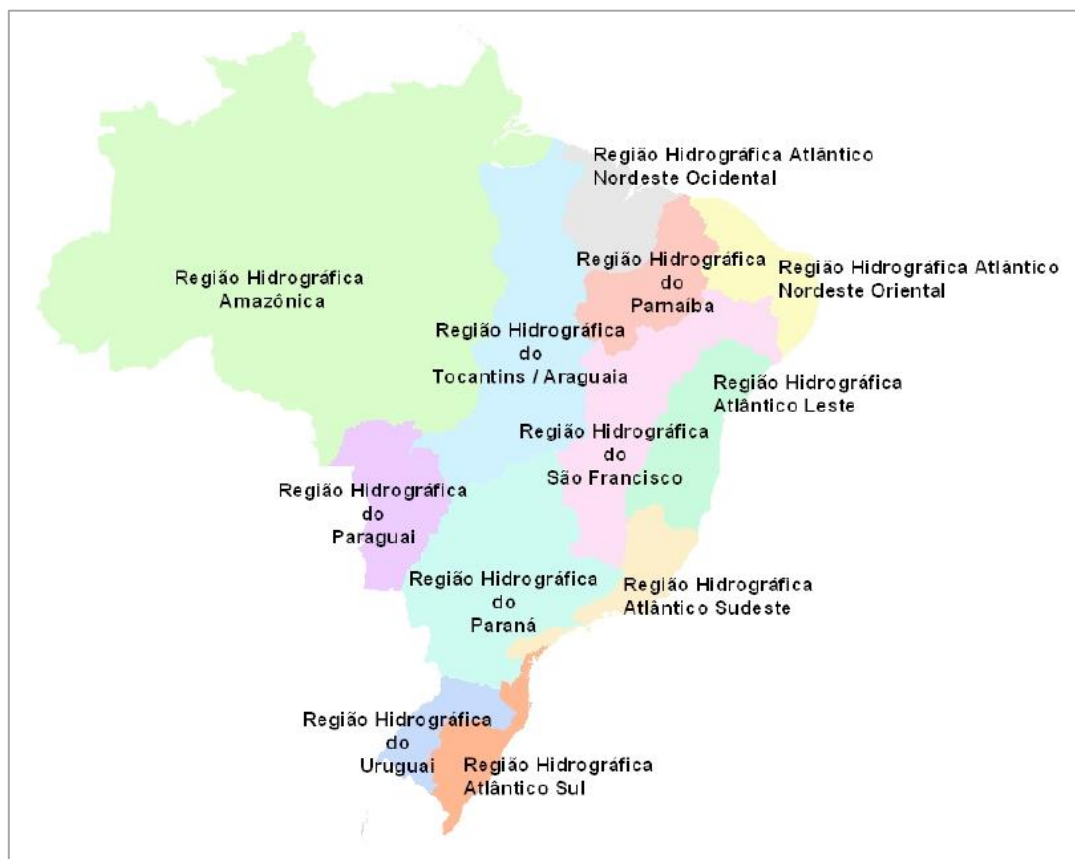 Região Hidrográfica Atlântico
Nordeste Ocidental
Região Hidrográfica
do
Parnaíba
Região Hidrográfica Atlântico
Nordeste Oriental
Região Hidrográfica
Amazônica
Região Hidrográfica
do
Tocantins / Araguaia
Região Hidrográfica
Atlântico Leste
Região Hidrográfica
do
São Francisco
Região Hidrográfica
do
Paraguai
Região Hidrográfica
do
Paraná
Região Hidrográfica
Atlântico Sudeste
Região Hidrográfica
do
Uruguai
Região Hidrográfica
Atlântico Sul